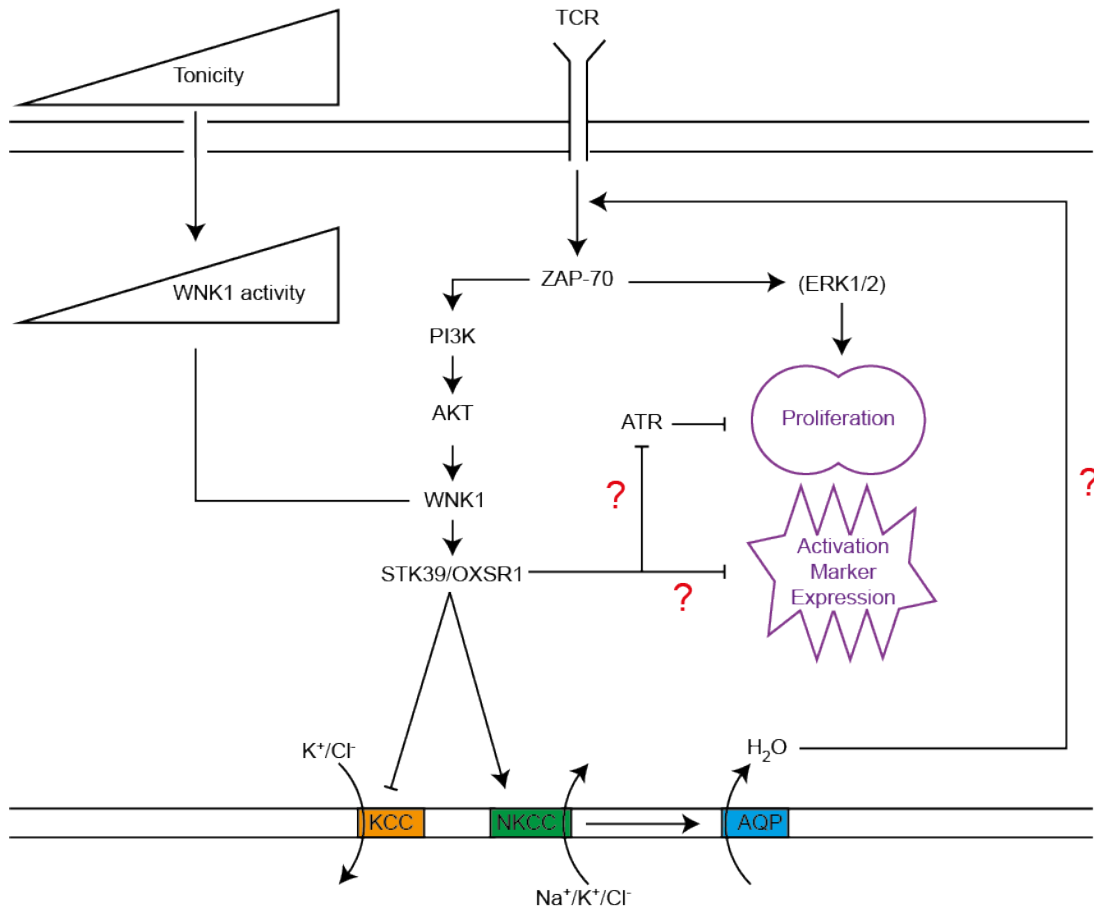 TCR
Tonicity
ZAP-70
(ERK1/2)
WNK1 activity
PI3K
AKT
ATR
Proliferation
?
?
WNK1
STK39/OXSR1
?
Activation
Marker
Expression
K⁺/Cl⁻
H₂O
KCC
NKCC
AQP
Na⁺/K⁺/Cl⁻